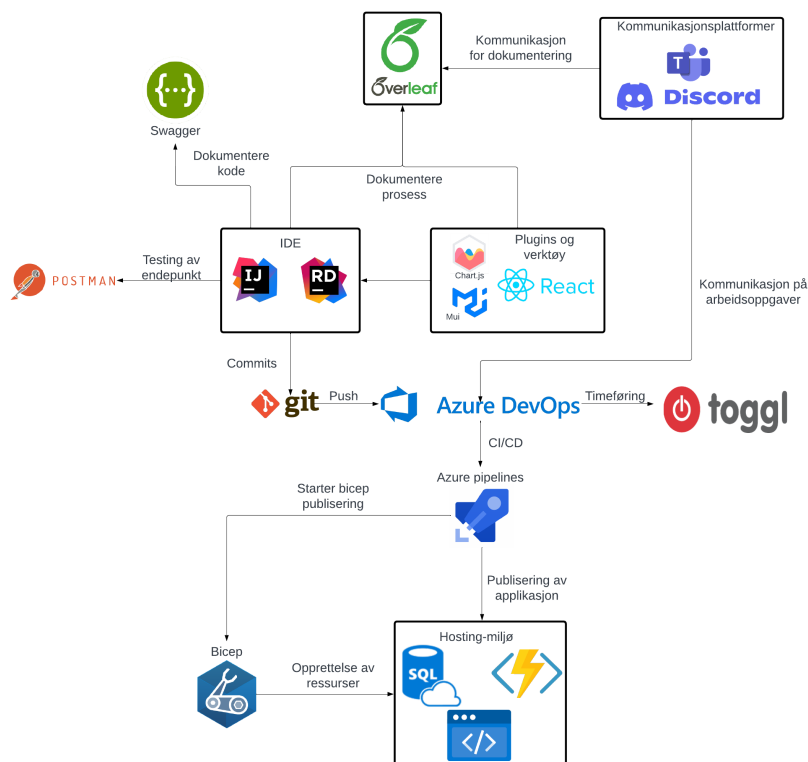 Kommunikasjonsplattformer
Kommunikasjon
for dokumentering
Overleaf
T
Discord
Swagger
Dokumentere
kode
Dokumentere
prosess
IDE
IJ
RD
Plugins og
verktøy
Chart.js
React
Mui
Testing av
endepunkt
POSTMAN
Kommunikasjon på
arbeidsoppgaver
Commits
git
Push
Azure DevOps
Timeføring
toggl
CI/CD
Azure pipelines
Starter bicep
publisering
Publisering av
applikasjon
Hosting-miljø
Bicep
SQL
Opprettelse av
ressurser